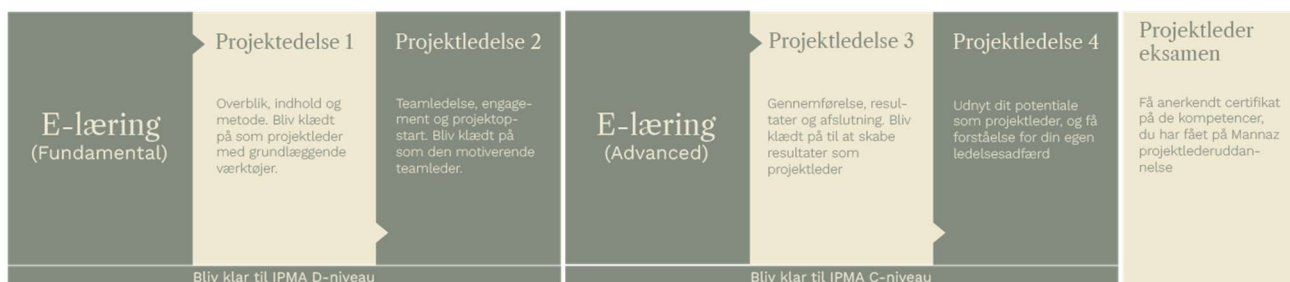 E-læring
(Fundamental)
Projektedelse 1
Overblik, indhold og
metode. Bliv klædt
på som projektleder
med grundlæggende
værktøjer.
Projektledelse 2
Teamledelse, engage-
ment og projektop-
start. Bliv klædt på
som den motiverende
teamleder.
Bliv klar til IPMA D-niveau
E-læring
(Advanced)
Projektledelse 3
Gennemførelse, resul-
tater og afslutning. Bliv
klædt på til at skabe
resultater som
projektleder
Projektledelse 4
Udnyt dit potentiale
som projektleder, og få
forståelse for din egen
ledelsesadfærd
Bliv klar til IPMA C-niveau
Projektleder
eksamen
Få anerkendt certifikat
på de kompetencer,
du har fået på Mannaz
projektlederuddan-
nelse